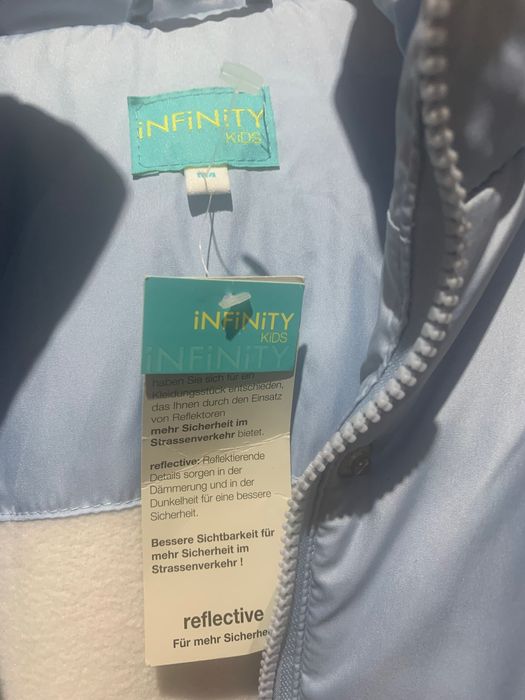 iNFiNiTY
KiDS
iNFiNiTY
KiDS
iNFiNiTY
haben Sie sich für ein
Kleidungsstück entschieden,
das Ihnen durch den Einsatz
von Reflektoren
mehr Sicherheit im
Strassenverkehr bietet.
reflective: Reflektierende
Details sorgen in der
Dämmerung und in der
Dunkelheit für eine bessere
Sicherheit.
Bessere Sichtbarkeit für
mehr Sicherheit im
Strassenverkehr !
reflective
Für mehr Sicherhe